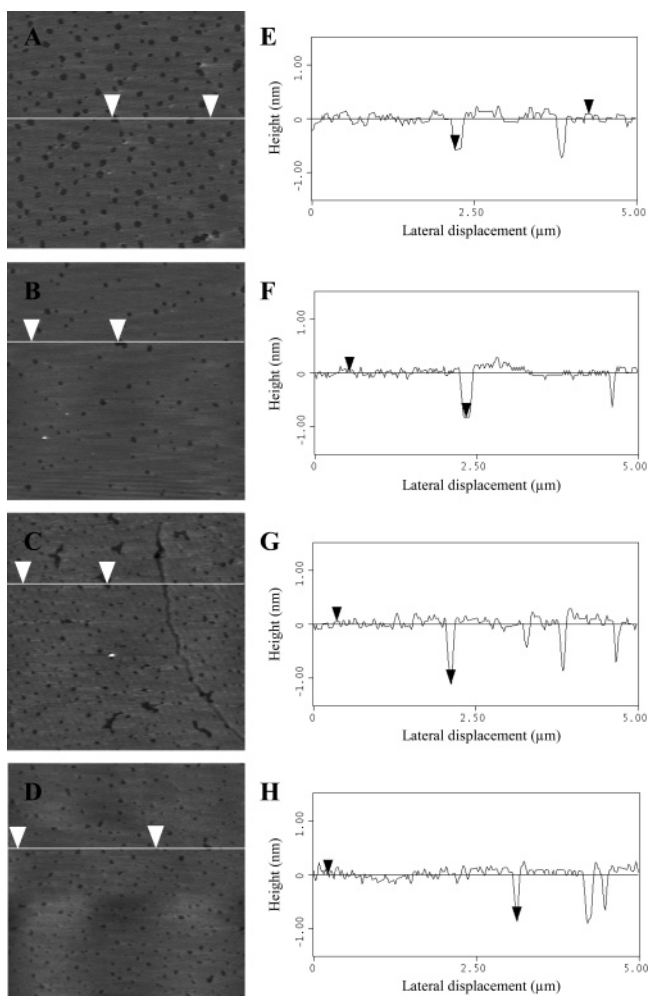 A
E
Height (nm)
1.00
0
-1.00
0
2.50
5.00
Lateral displacement (µm)
B
F
Height (nm)
1.00
0
-1.00
0
2.50
5.00
Lateral displacement (µm)
C
G
Height (nm)
1.00
0
-1.00
0
2.50
5.00
Lateral displacement (µm)
D
H
Height (nm)
1.00
0
-1.00
0
2.50
5.00
Lateral displacement (µm)